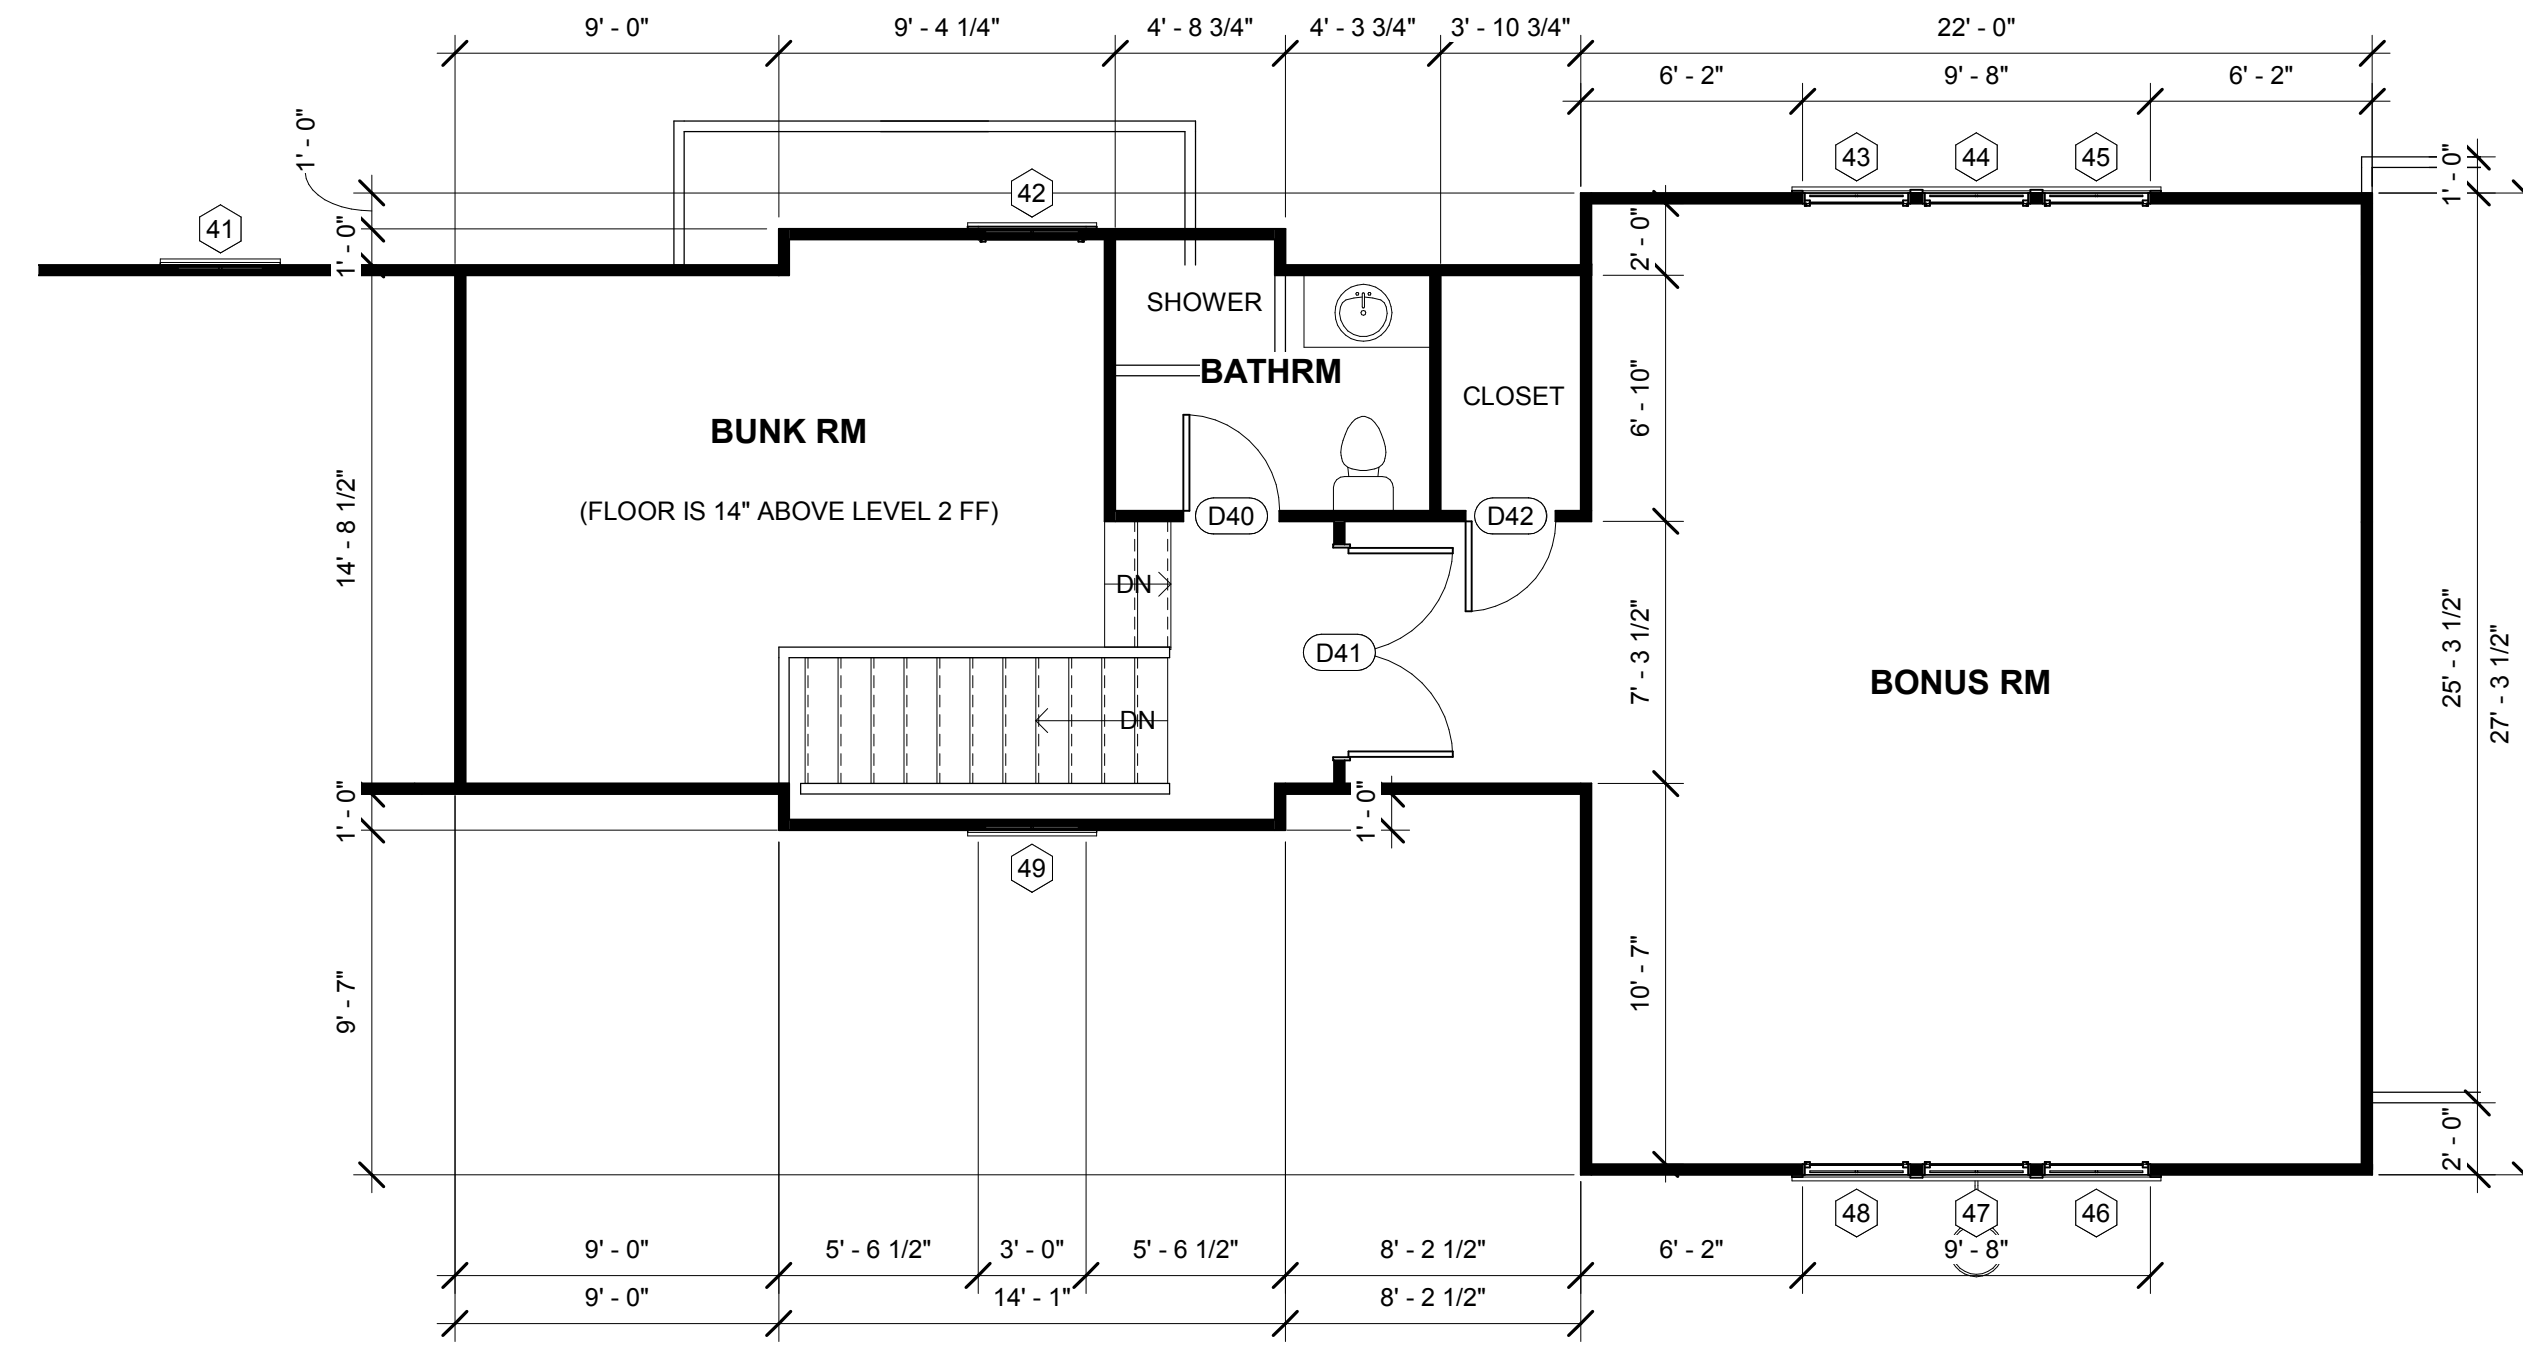 9' - 0" 9' - 4 1/4" 4' - 8 3/4" 4' - 3 3/4" 3' - 10 3/4" 22' - 0"
6' - 2" 9' - 8" 6' - 2"
1' - 0"
43 44 45
1' - 0"
42
41
1' - 0"
2' - 0"
SHOWER
BATHRM
CLOSET
6' - 10"
BUNK RM
(FLOOR IS 14" ABOVE LEVEL 2 FF)
D40
D42
14' - 8 1/2"
DN
D41
7' - 3 1/2"
25' - 3 1/2"
27' - 3 1/2"
BONUS RM
DN
1' - 0"
1' - 0"
49
9' - 7"
10' - 7"
2' - 0"
48 47 46
9' - 0" 5' - 6 1/2" 3' - 0" 5' - 6 1/2" 8' - 2 1/2" 6' - 2" 9' - 8"
9' - 0" 14' - 1" 8' - 2 1/2"